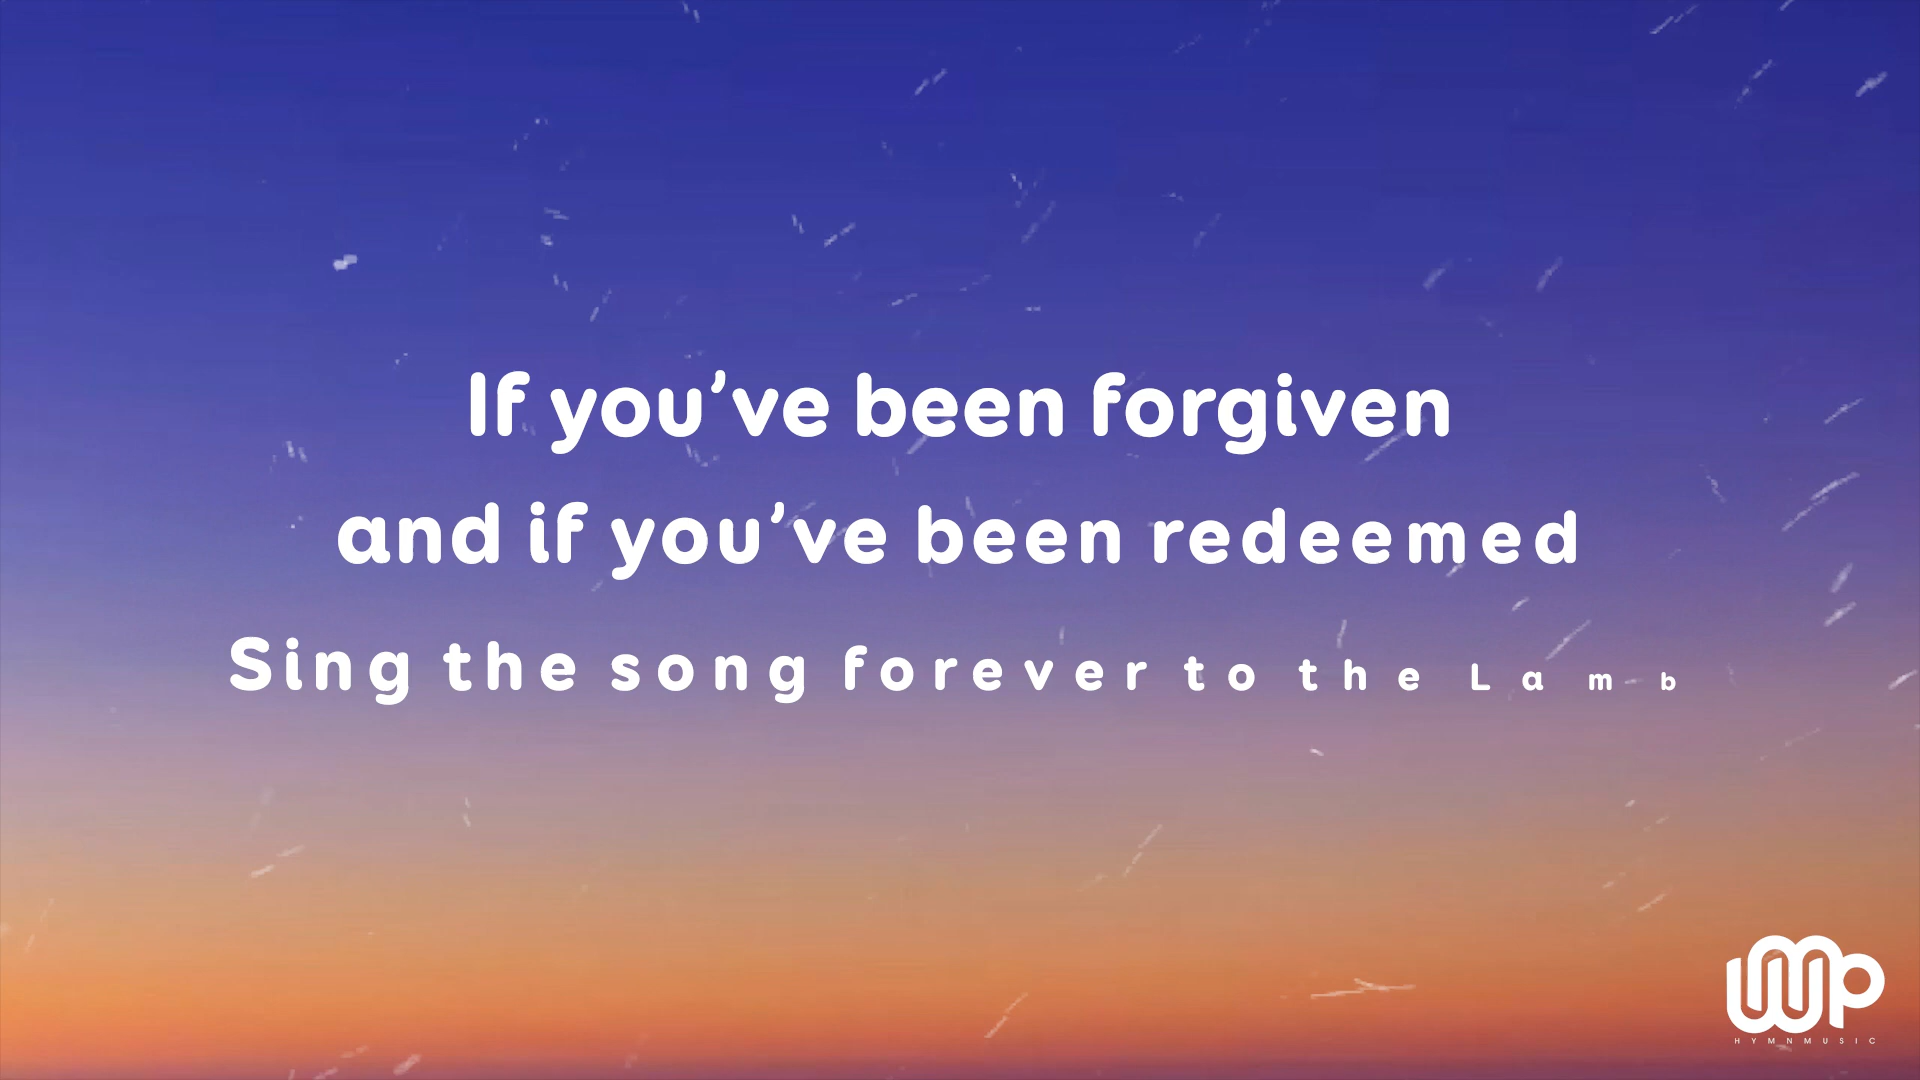 If you’ve been forgiven
and if you’ve been redeemed
Sing the song forever to the Lamb
WMP
HYMNMUSIC